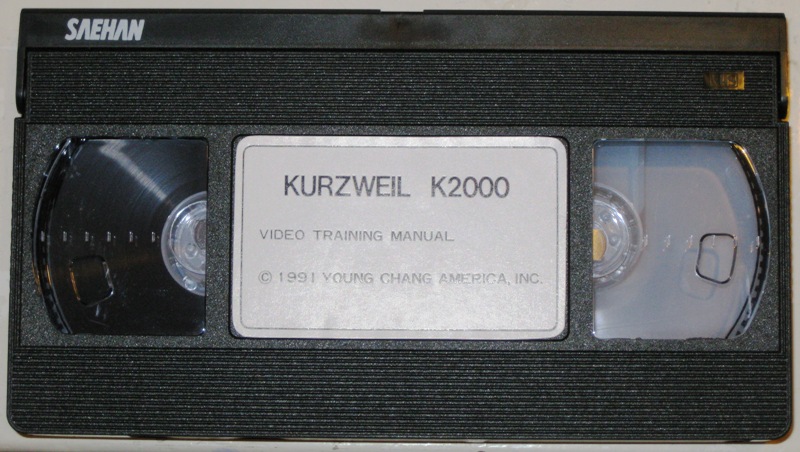 SAEHAN
KURZWEIL K2000
VIDEO TRAINING MANUAL
© 1991 YOUNG CHANG AMERICA, INC.